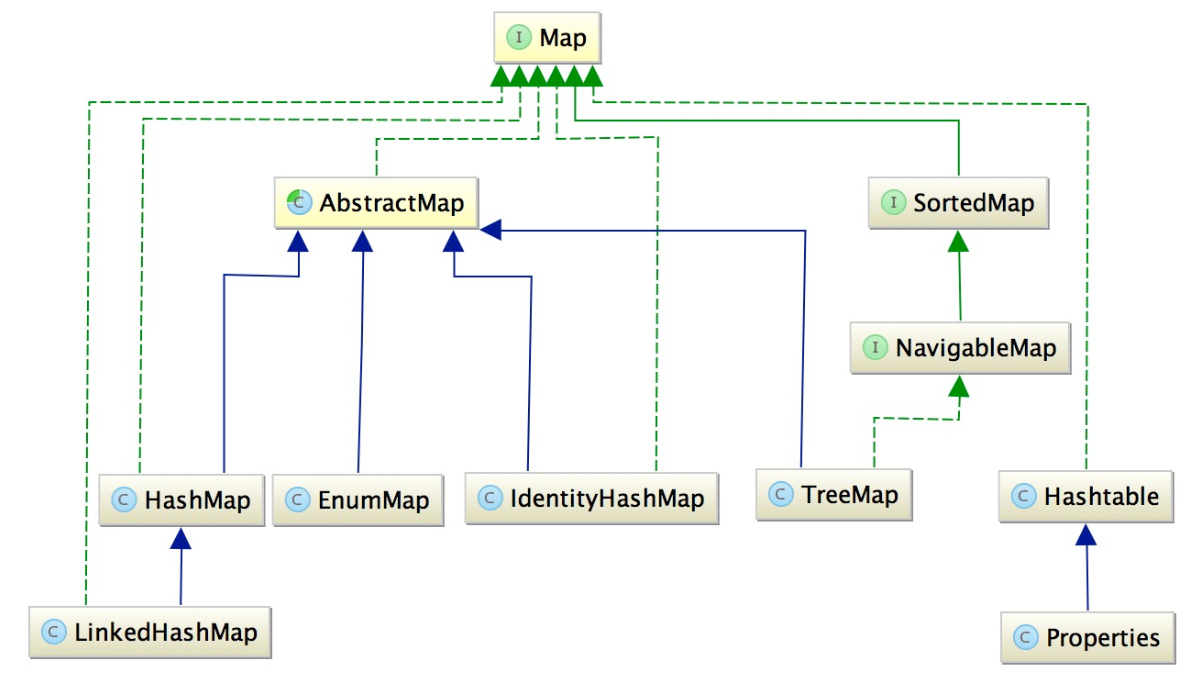 I Map
C AbstractMap
I SortedMap
I NavigableMap
C HashMap
C EnumMap
C IdentityHashMap
C TreeMap
C Hashtable
C LinkedHashMap
C Properties